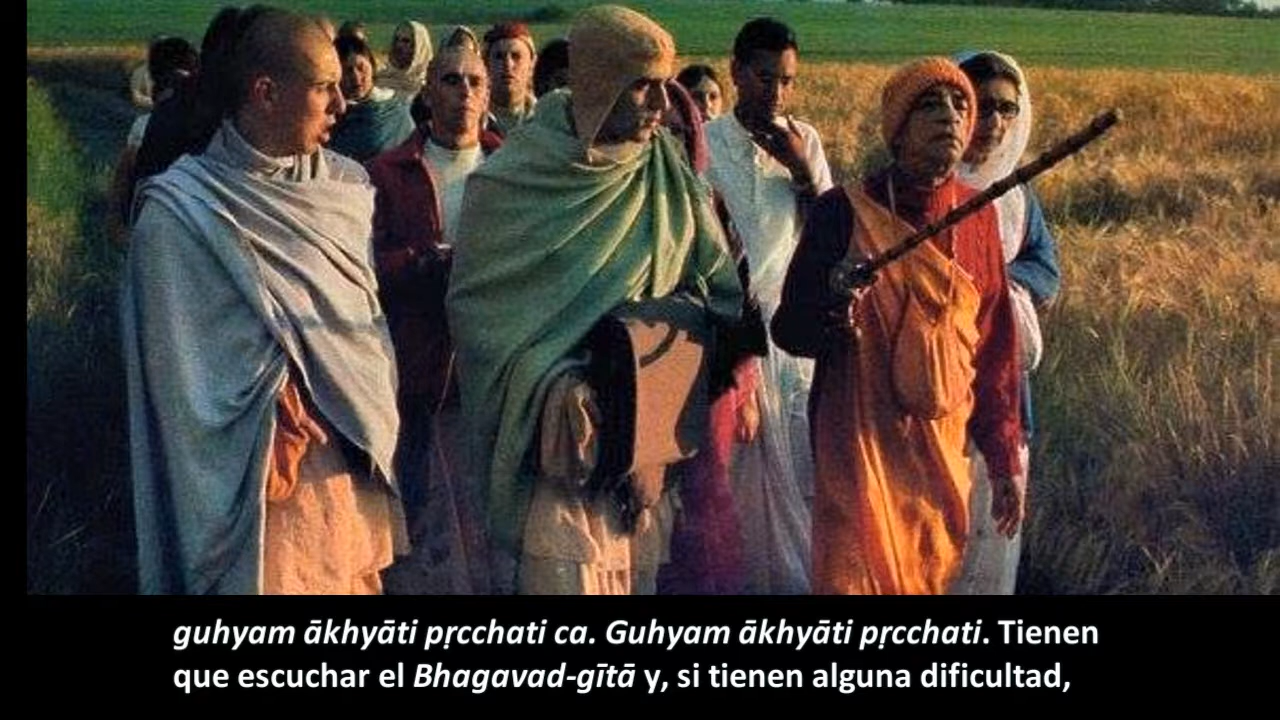 guhyam ākhyāti pṛcchati ca. Guhyam ākhyāti pṛcchati. Tienen
que escuchar el Bhagavad-gītā y, si tienen alguna dificultad,